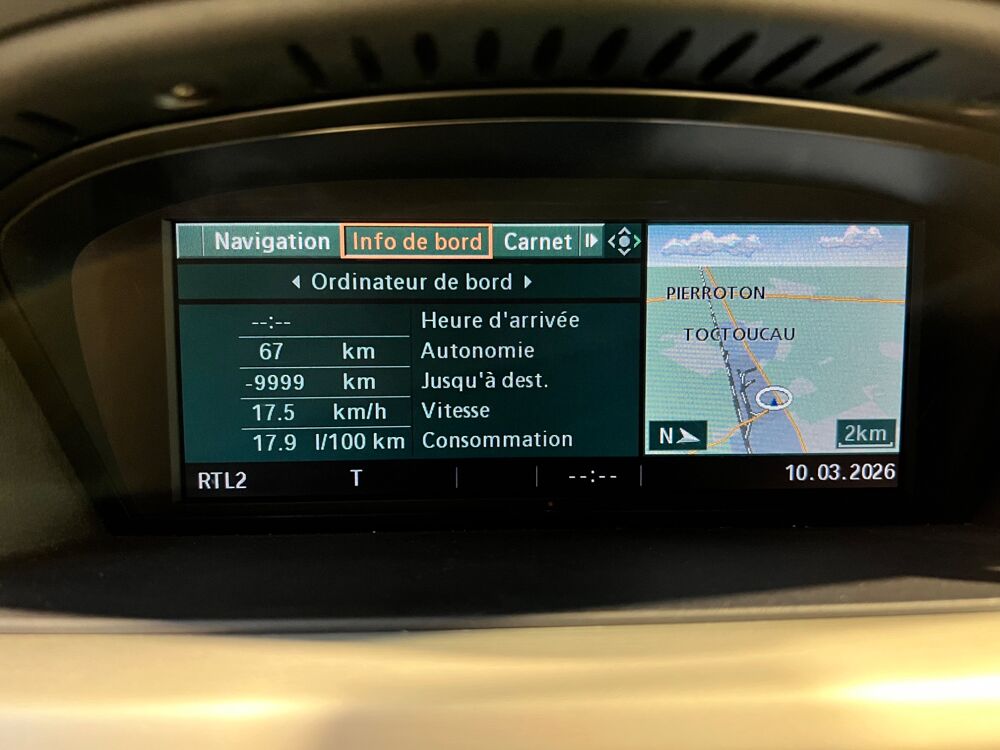 Navigation Info de bord Carnet
Ordinateur de bord
--:-- Heure d'arrivée
67 km Autonomie
-9999 km Jusqu'à dest.
17.5 km/h Vitesse
17.9 l/100 km Consommation
PIERROTON
TOCTOUCAU
N 2km
RTL2 T --:-- 10.03.2026